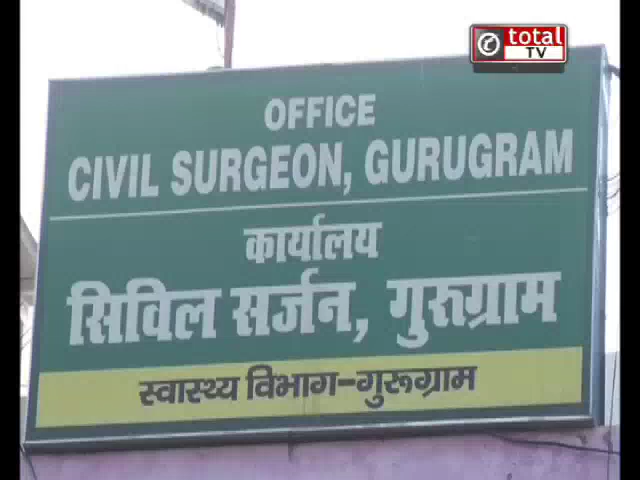 total
TV
OFFICE
CIVIL SURGEON, GURUGRAM
कार्यालय
सिविल सर्जन, गुरुग्राम
स्वास्थ्य विभाग-गुरूग्राम